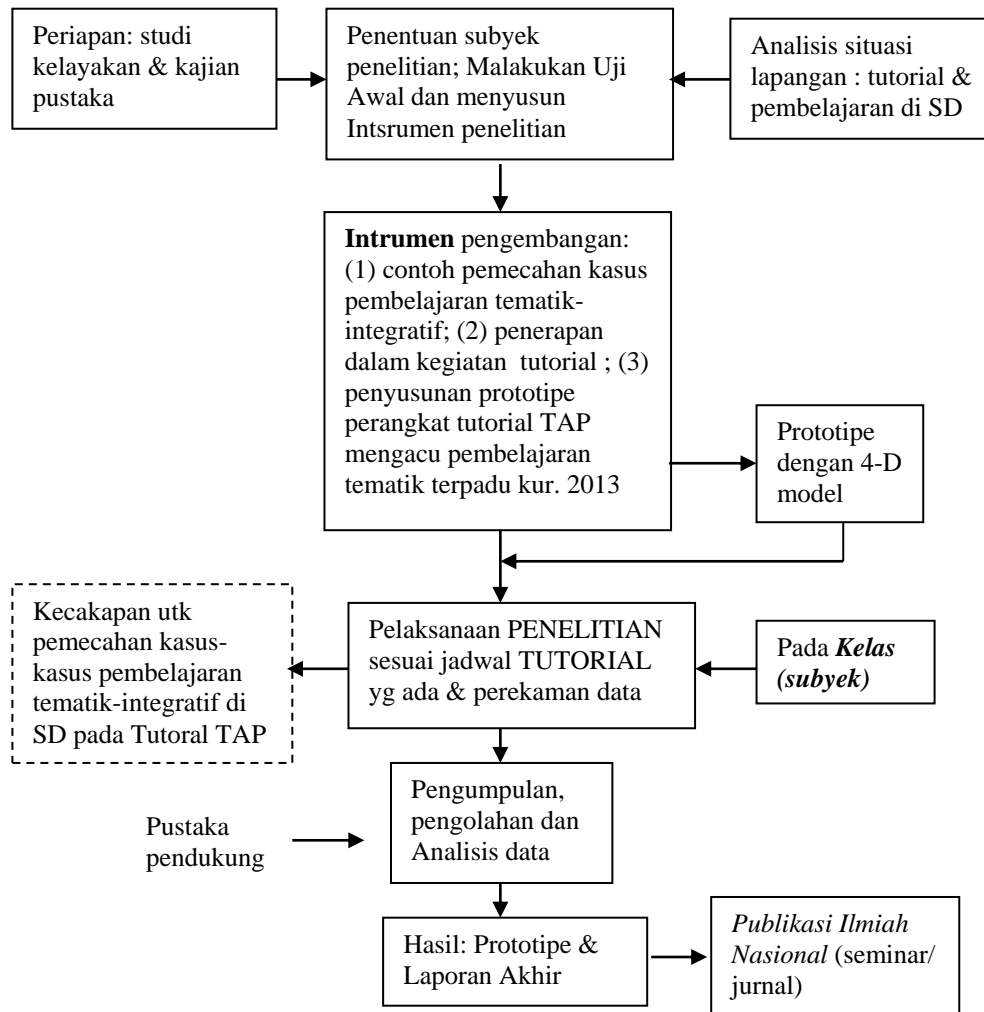 Periapan: studi
kelayakan & kajian
pustaka
Penentuan subyek
penelitian; Malakukan Uji
Awal dan menyusun
Intsrumen penelitian
Analisis situasi
lapangan : tutorial &
pembelajaran di SD
Intrumen pengembangan:
(1) contoh pemecahan kasus
pembelajaran tematik-
integratif; (2) penerapan
dalam kegiatan tutorial ; (3)
penyusunan prototipe
perangkat tutorial TAP
mengacu pembelajaran
tematik terpadu kur. 2013
Prototipe
dengan 4-D
model
Kecakapan utk
pemecahan kasus-
kasus pembelajaran
tematik-integratif di
SD pada Tutoral TAP
Pelaksanaan PENELITIAN
sesuai jadwal TUTORIAL
yg ada & perekaman data
Pada Kelas
(subyek)
Pustaka
pendukung
Pengumpulan,
pengolahan dan
Analisis data
Hasil: Prototipe &
Laporan Akhir
Publikasi Ilmiah
Nasional (seminar/
jurnal)